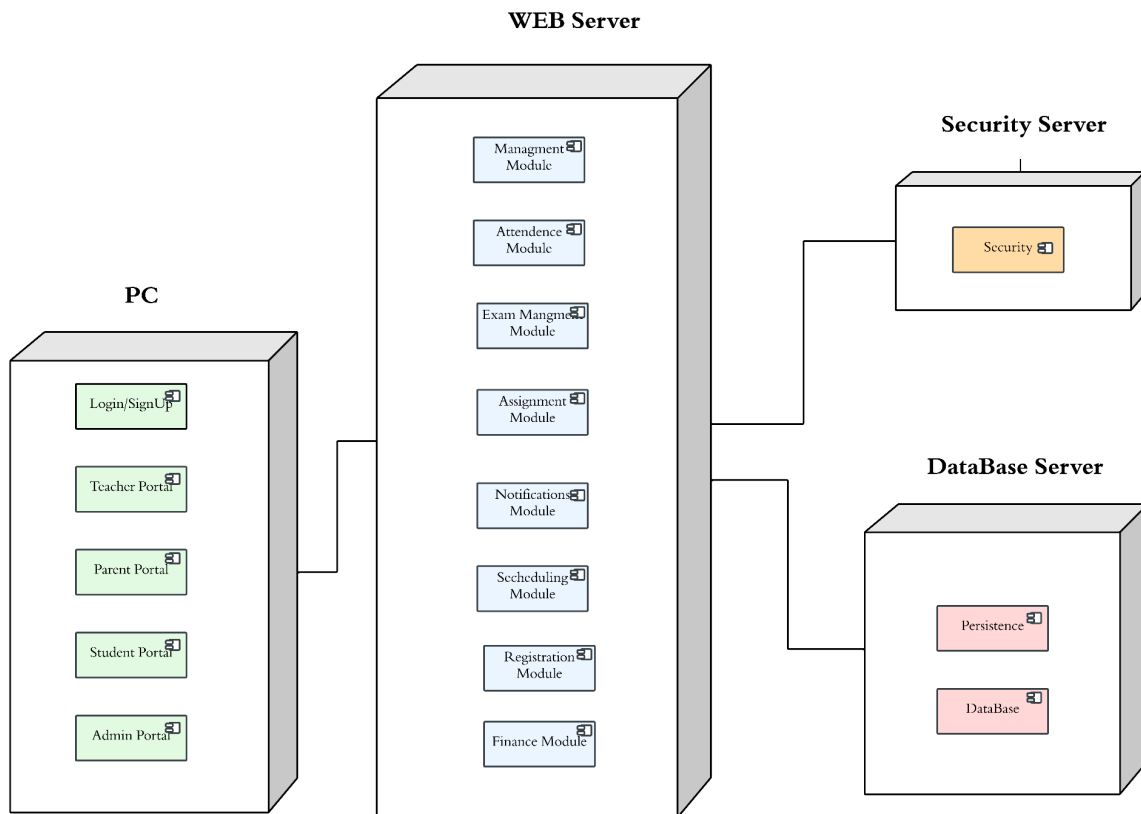 WEB Server
Managment
Module
Attendence
Module
Exam Mangment
Module
Assignment
Module
Notifications
Module
Secheduling
Module
Registration
Module
Finance Module
PC
Login/SignUp
Teacher Portal
Parent Portal
Student Portal
Admin Portal
Security Server
Security
DataBase Server
Persistence
DataBase